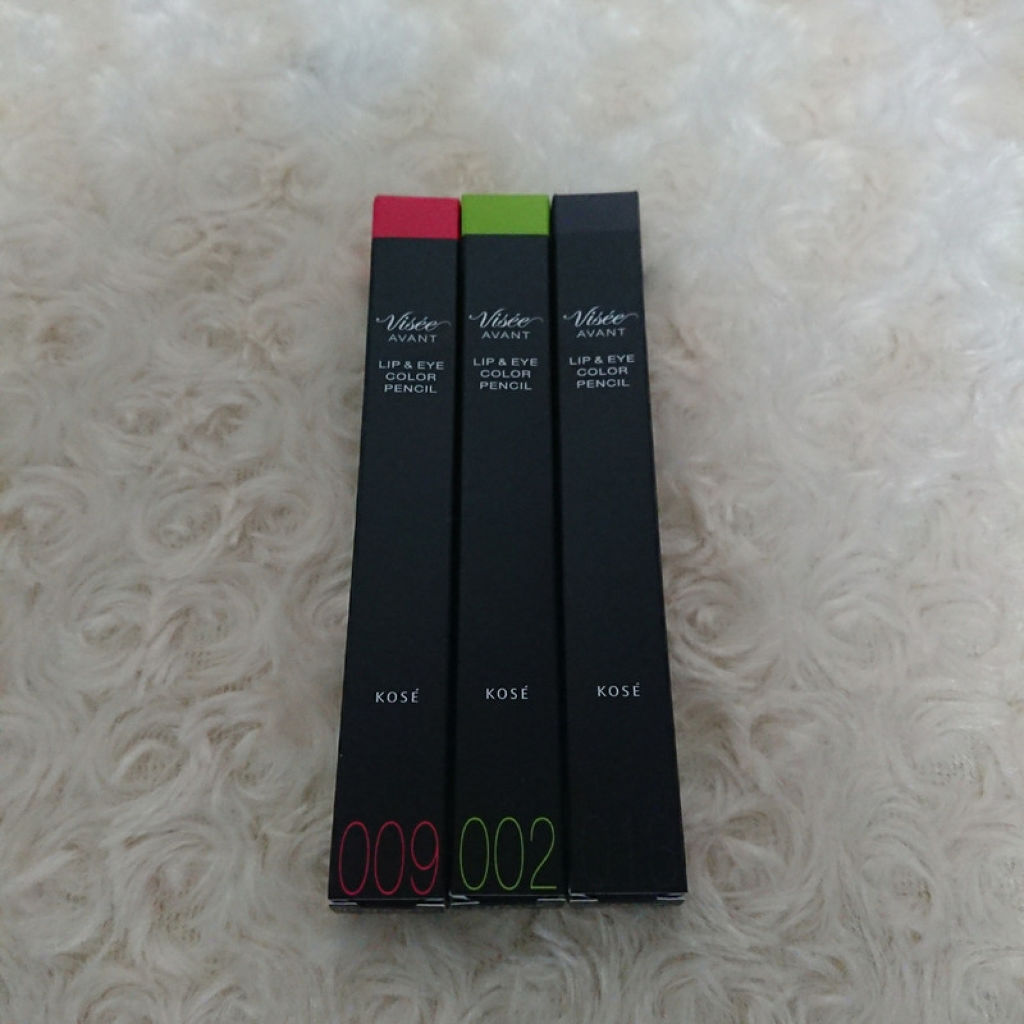 Visée
AVANT
LIP & EYE
COLOR
PENCIL
KOSÉ
009
Visée
AVANT
LIP & EYE
COLOR
PENCIL
KOSÉ
002
Visée
AVANT
LIP & EYE
COLOR
PENCIL
KOSÉ